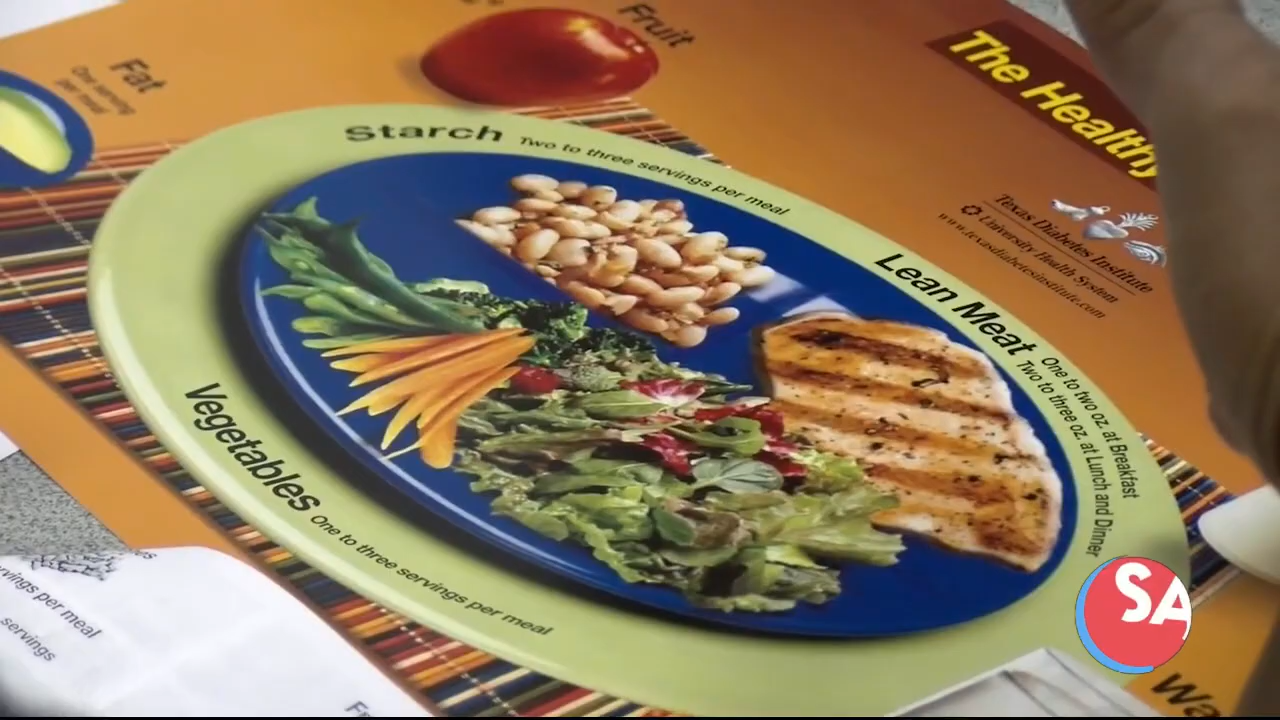 Fruit
The Healthy
Fat
One serving
per meal
Starch Two to three servings per meal
Texas Diabetes Institute
University Health System
www.texasdiabetesinstitute.com
Lean Meat One to two oz. at Breakfast
Two to three oz. at Lunch and Dinner
Vegetables One to three servings per meal
per meal
servings
SA